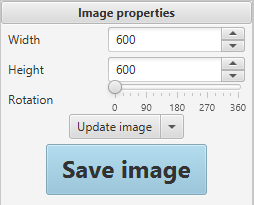 Image properties
Width 600
Height 600
Rotation
0 90 180 270 360
Update image
Save image